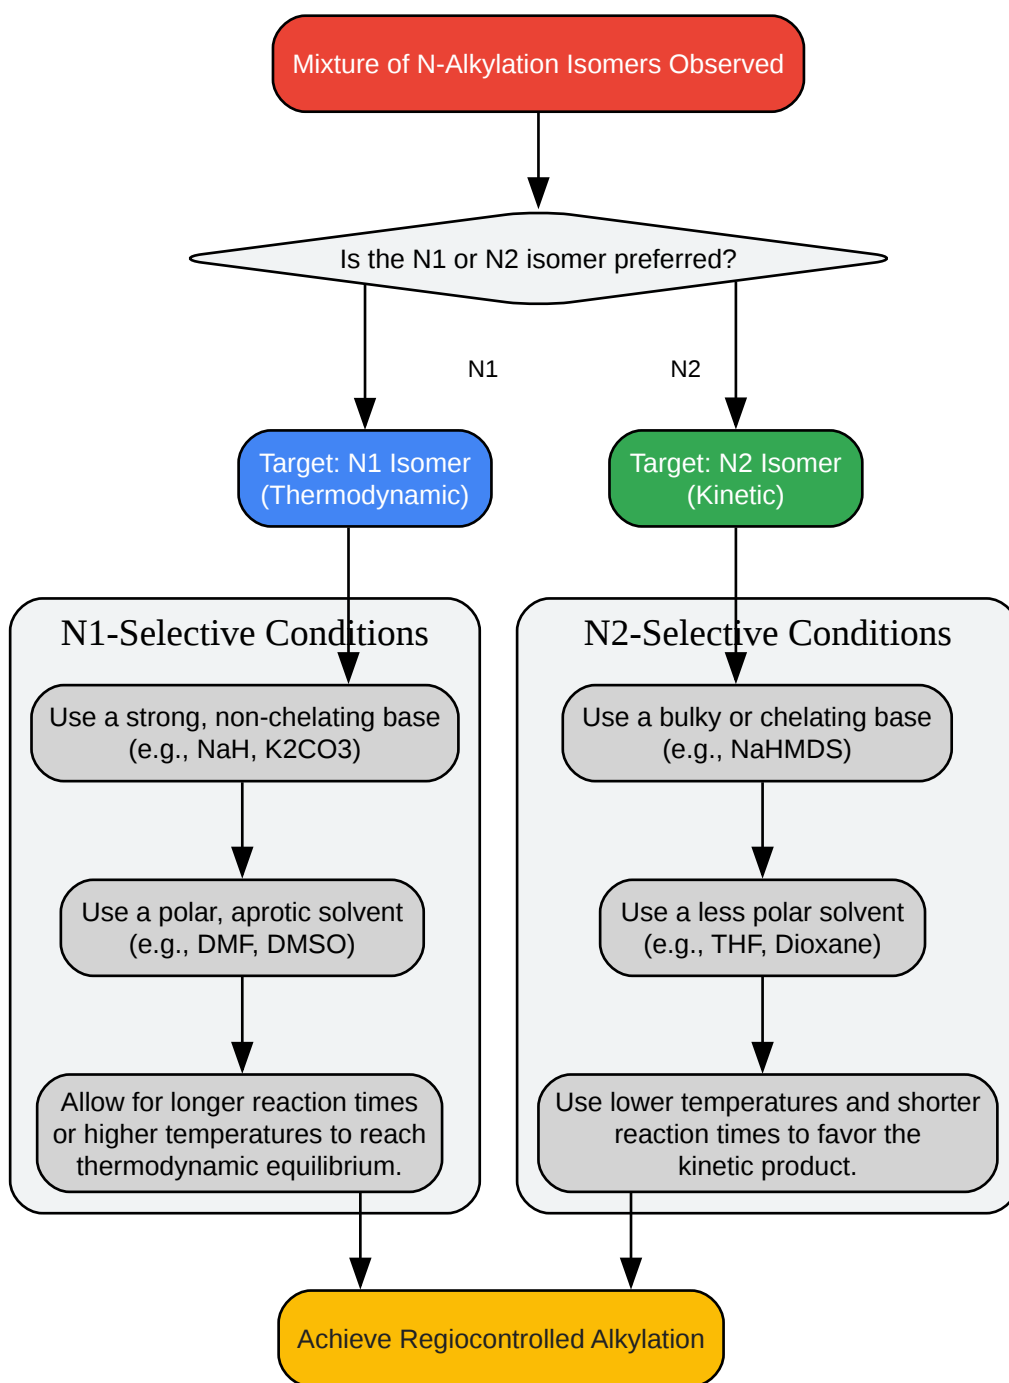 Mixture of N-Alkylation Isomers Observed
Is the N1 or N2 isomer preferred?
N1
N2
Target: N1 Isomer
(Thermodynamic)
Target: N2 Isomer
(Kinetic)
N1-Selective Conditions
Use a strong, non-chelating base
(e.g., NaH, K2CO3)
Use a polar, aprotic solvent
(e.g., DMF, DMSO)
Allow for longer reaction times
or higher temperatures to reach
thermodynamic equilibrium.
N2-Selective Conditions
Use a bulky or chelating base
(e.g., NaHMDS)
Use a less polar solvent
(e.g., THF, Dioxane)
Use lower temperatures and shorter
reaction times to favor the
kinetic product.
Achieve Regiocontrolled Alkylation